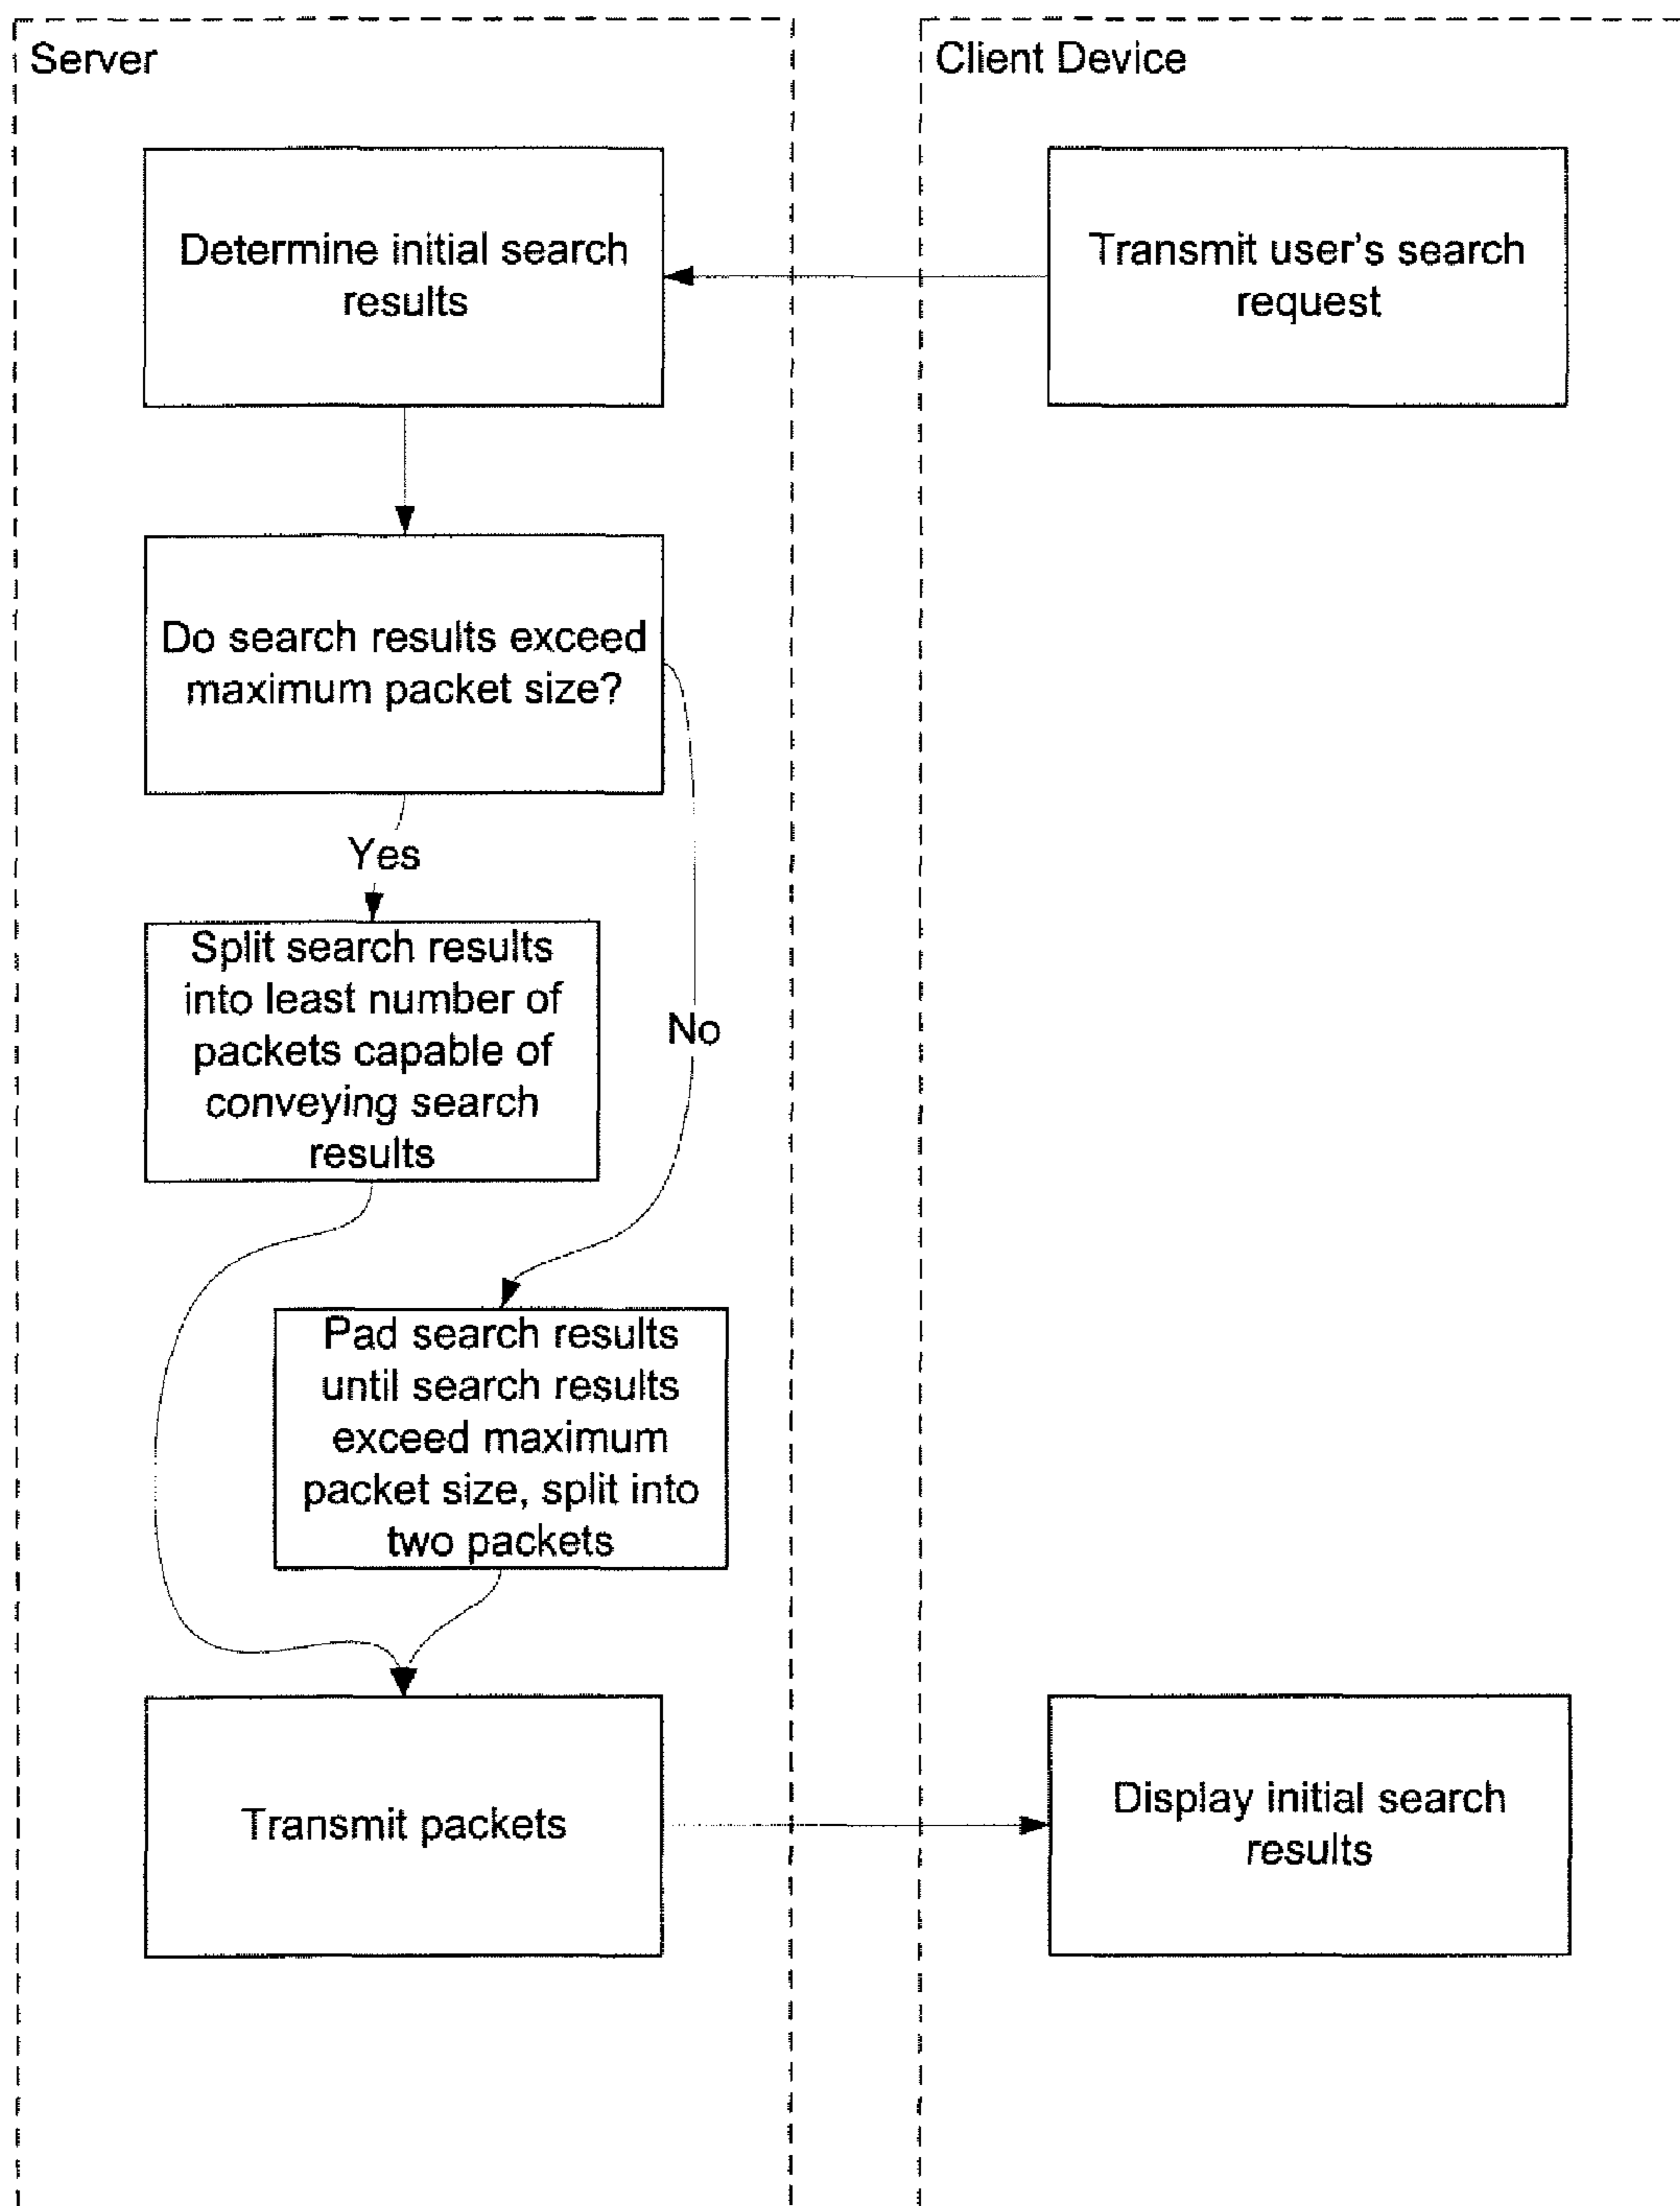 Server
Client Device
Determine initial search
results
Transmit user's search
request
Do search results exceed
maximum packet size?
Yes
Split search results
into least number of
packets capable of
conveying search
results
No
Pad search results
until search results
exceed maximum
packet size, split into
two packets
Transmit packets
Display initial search
results